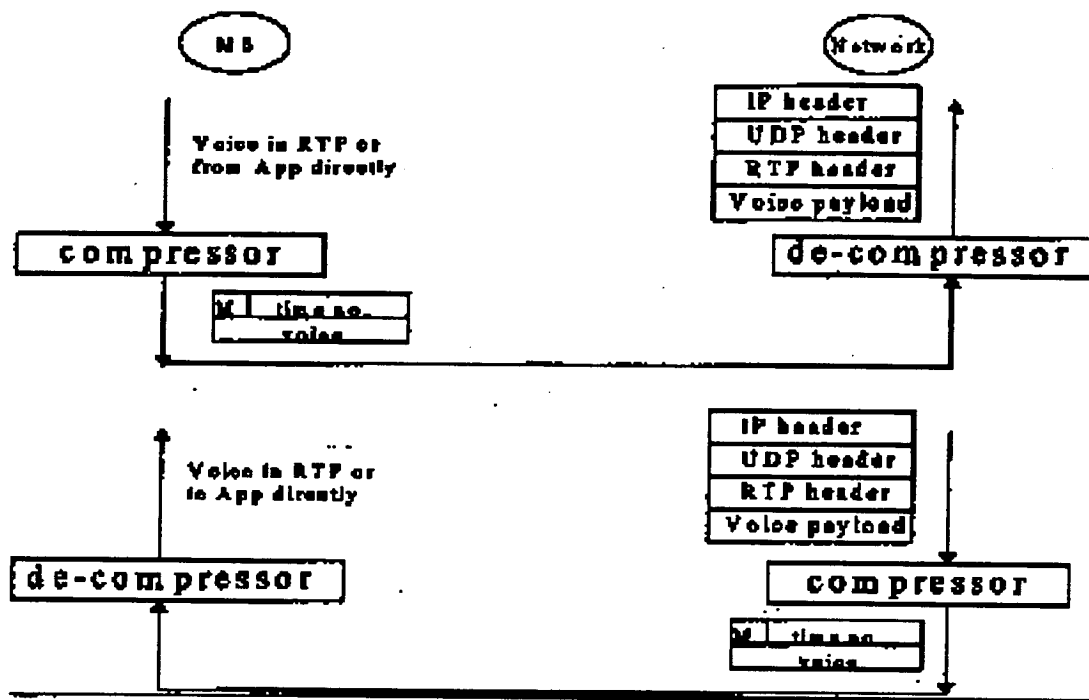 MS
Network
IP header
UDP header
RTP header
Voice payload
Voice in RTP or
from App directly
compressor
de-compressor
M time no.
voice
IP header
UDP header
RTP header
Voice payload
Voice in RTP or
to App directly
de-compressor
compressor
M time no
voice